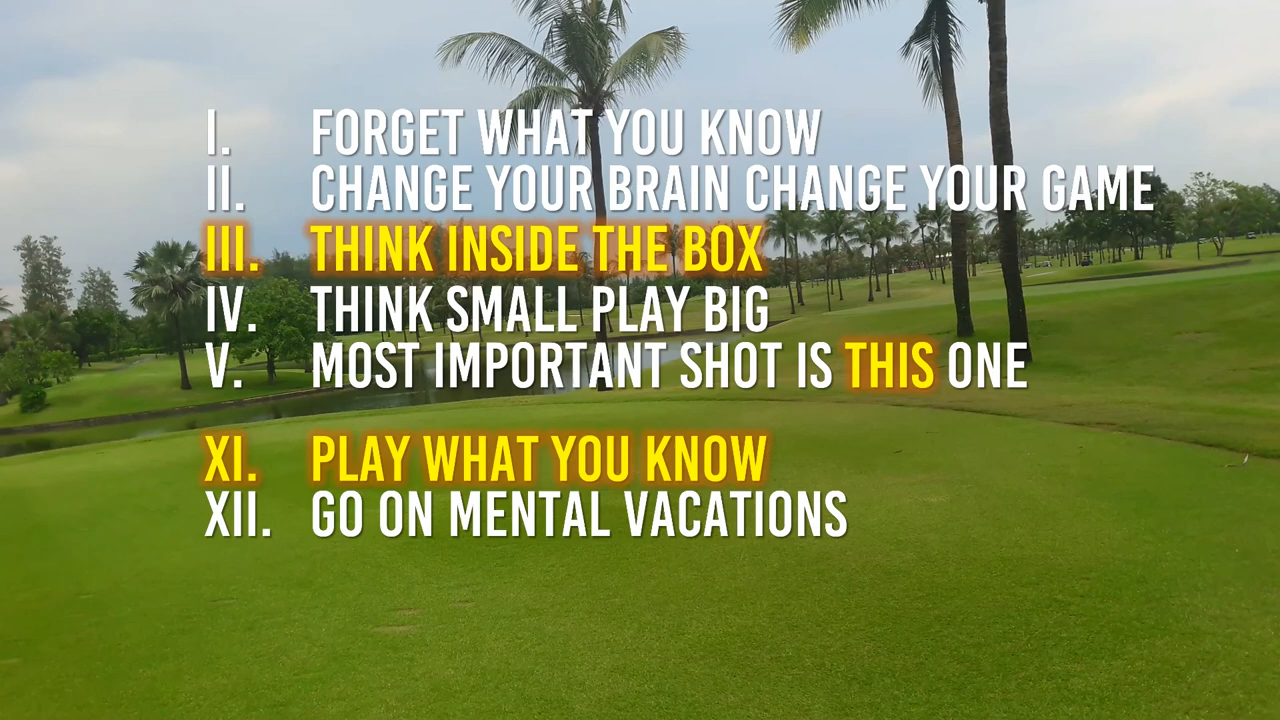 I. FORGET WHAT YOU KNOW
II. CHANGE YOUR BRAIN CHANGE YOUR GAME
III. THINK INSIDE THE BOX
IV. THINK SMALL PLAY BIG
V. MOST IMPORTANT SHOT IS THIS ONE
XI. PLAY WHAT YOU KNOW
XII. GO ON MENTAL VACATIONS